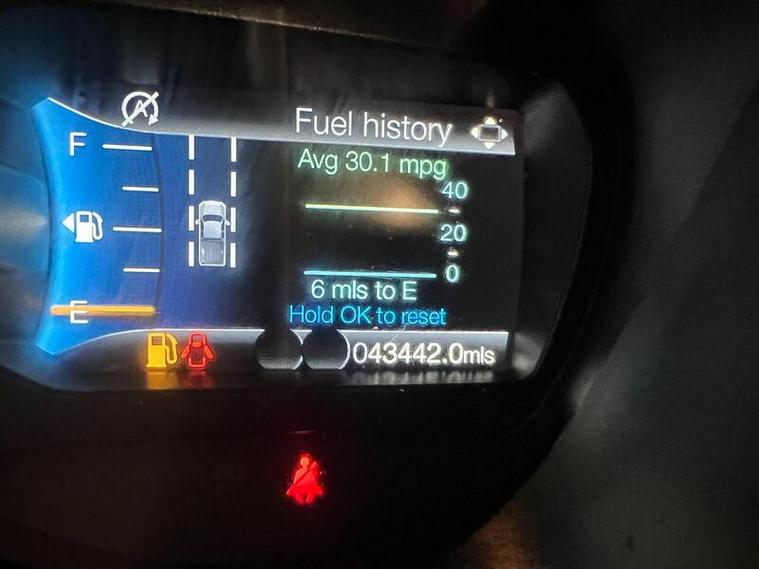 Fuel history
F
Avg 30.1 mpg
40
20
0
6 mls to E
E
Hold OK to reset
043442.0mls